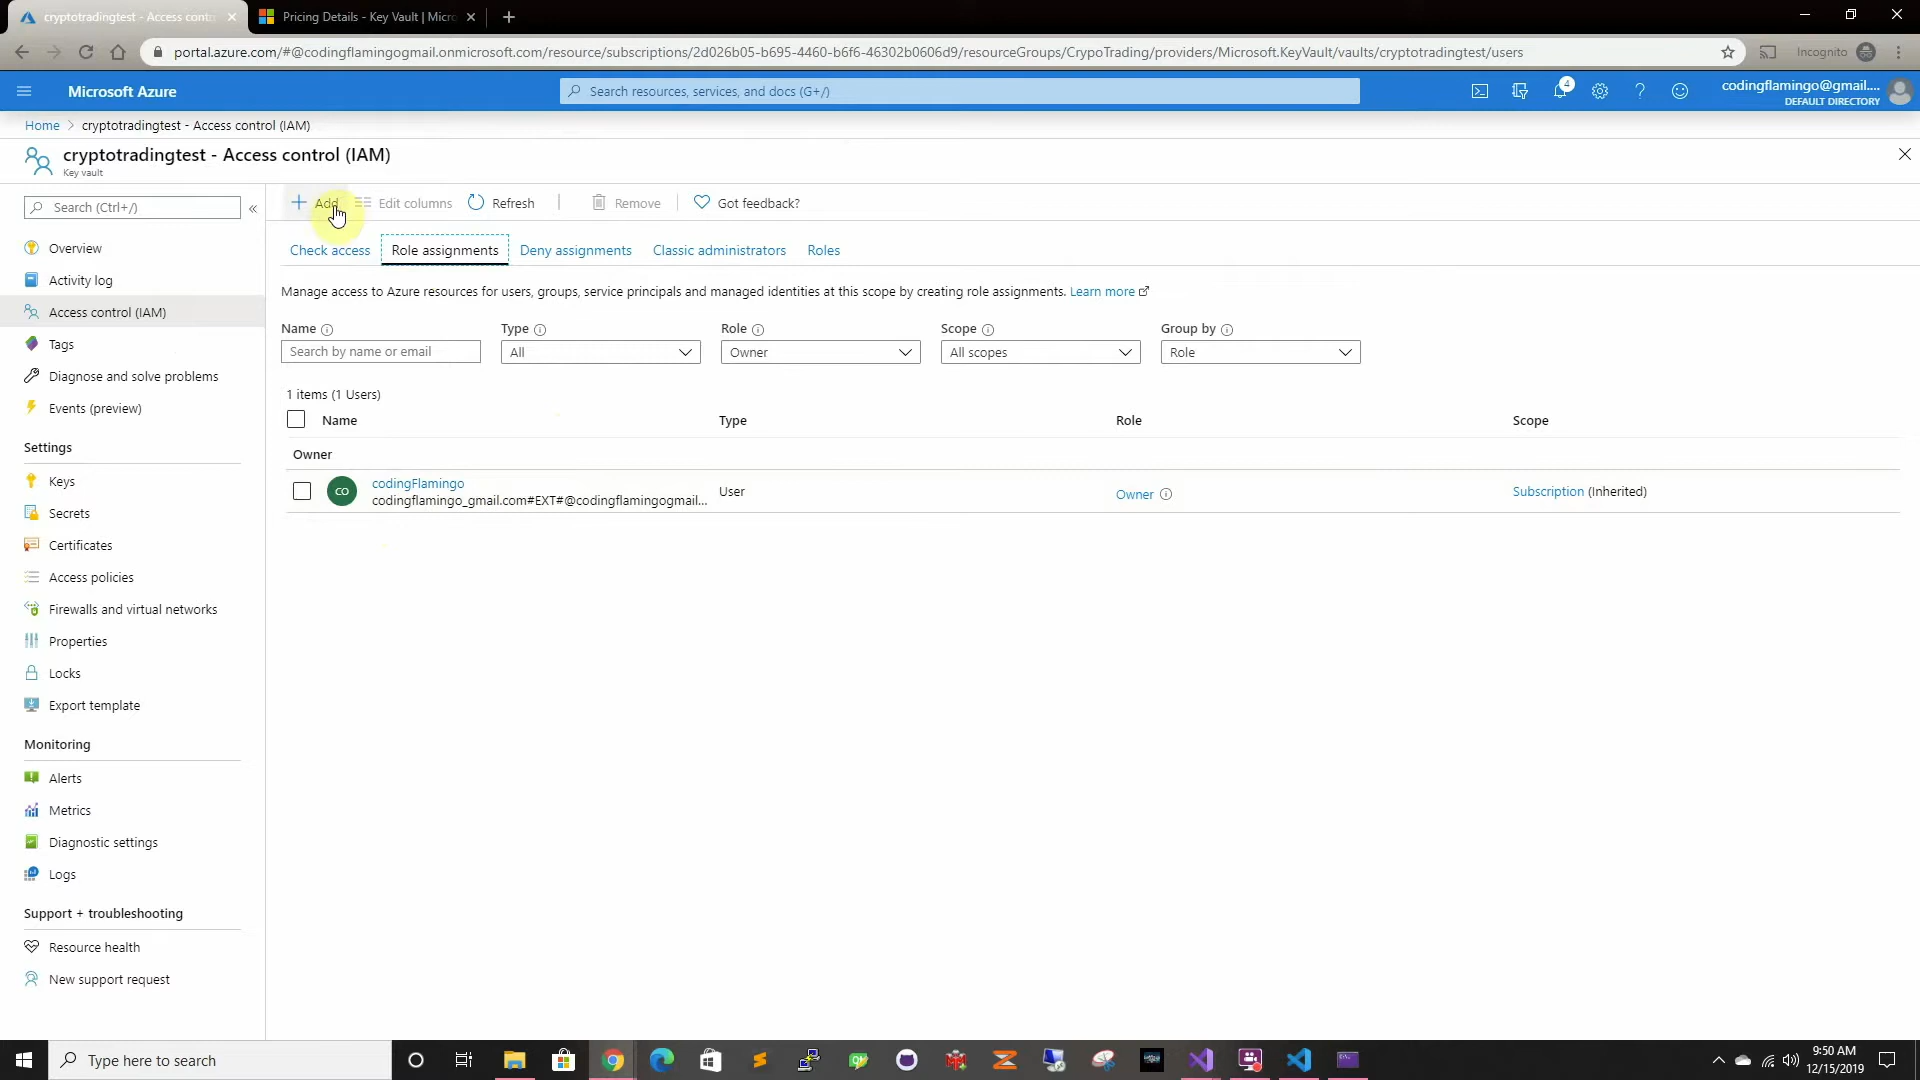 cryptotradingtest - Access contr
Pricing Details - Key Vault | Micro
portal.azure.com/#@codingflamingogmail.onmicrosoft.com/resource/subscriptions/2d026b05-b695-4460-b6f6-46302b0606d9/resourceGroups/CrypoTrading/providers/Microsoft.KeyVault/vaults/cryptotradingtest/users
Incognito
Microsoft Azure
Search resources, services, and docs (G+/)
4
codingflamingo@gmail....
DEFAULT DIRECTORY
Home > cryptotradingtest - Access control (IAM)
cryptotradingtest - Access control (IAM)
Key vault
Search (Ctrl+/)
«
Add
Edit columns
Refresh
Remove
Got feedback?
Overview
Activity log
Access control (IAM)
Tags
Diagnose and solve problems
Events (preview)
Settings
Keys
Secrets
Certificates
Access policies
Firewalls and virtual networks
Properties
Locks
Export template
Monitoring
Alerts
Metrics
Diagnostic settings
Logs
Support + troubleshooting
Resource health
New support request
Check access
Role assignments
Deny assignments
Classic administrators
Roles
Manage access to Azure resources for users, groups, service principals and managed identities at this scope by creating role assignments. Learn more
Name
Type
Role
Scope
Group by
Search by name or email
All
Owner
All scopes
Role
1 items (1 Users)
Name
Type
Role
Scope
Owner
CO
codingFlamingo
codingflamingo_gmail.com#EXT#@codingflamingogmail...
User
Owner
Subscription (Inherited)
Type here to search
9:50 AM
12/15/2019